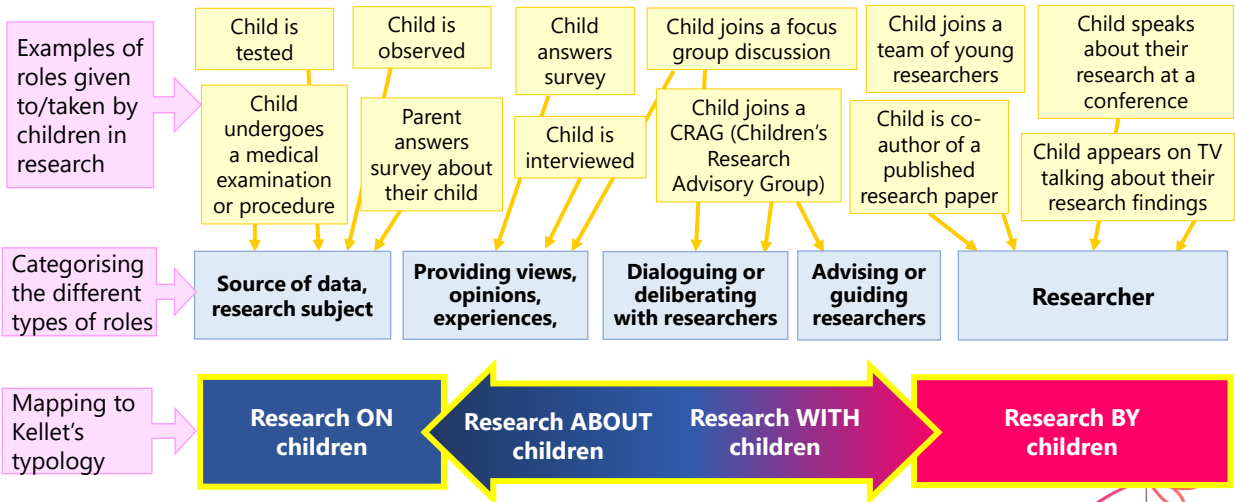 Examples of
roles given
to/taken by
children in
research
Child is
tested
Child is
observed
Child
answers
survey
Child joins a focus
group discussion
Child joins a
team of young
researchers
Child speaks
about their
research at a
conference
Child
undergoes
a medical
examination
or procedure
Parent
answers
survey about
their child
Child is
interviewed
Child joins a
CRAG (Children's
Research
Advisory Group)
Child is co-
author of a
published
research paper
Child appears on TV
talking about their
research findings
Categorising
the different
types of roles
Source of data,
research subject
Providing views,
opinions,
experiences,
Dialoguing or
deliberating
with researchers
Advising or
guiding
researchers
Researcher
Mapping to
Kellet's
typology
Research ON
children
Research ABOUT
children
Research WITH
children
Research BY
children